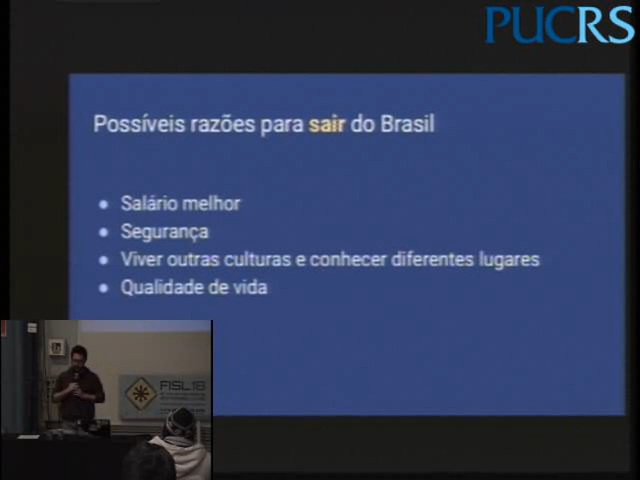 PUCRS
Possíveis razões para sair do Brasil
Salário melhor
Segurança
Viver outras culturas e conhecer diferentes lugares
Qualidade de vida
FISL18